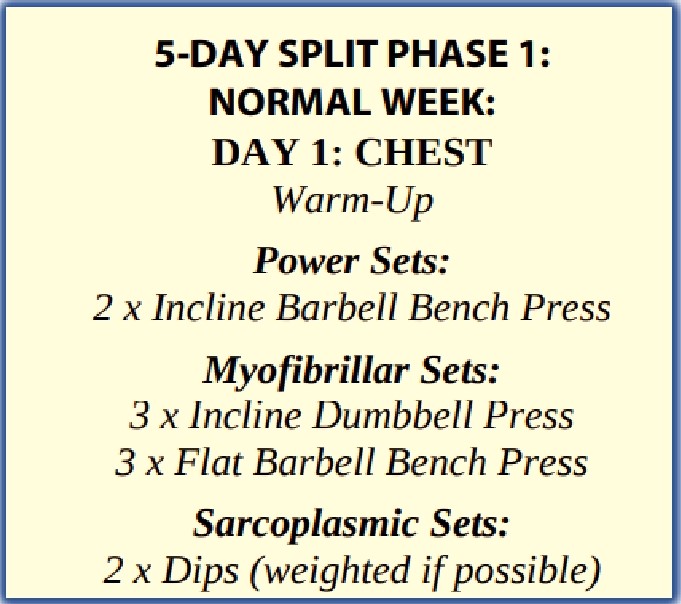 5-DAY SPLIT PHASE 1:
NORMAL WEEK:
DAY 1: CHEST
Warm-Up
Power Sets:
2 x Incline Barbell Bench Press
Myofibrillar Sets:
3 x Incline Dumbbell Press
3 x Flat Barbell Bench Press
Sarcoplasmic Sets:
2 x Dips (weighted if possible)